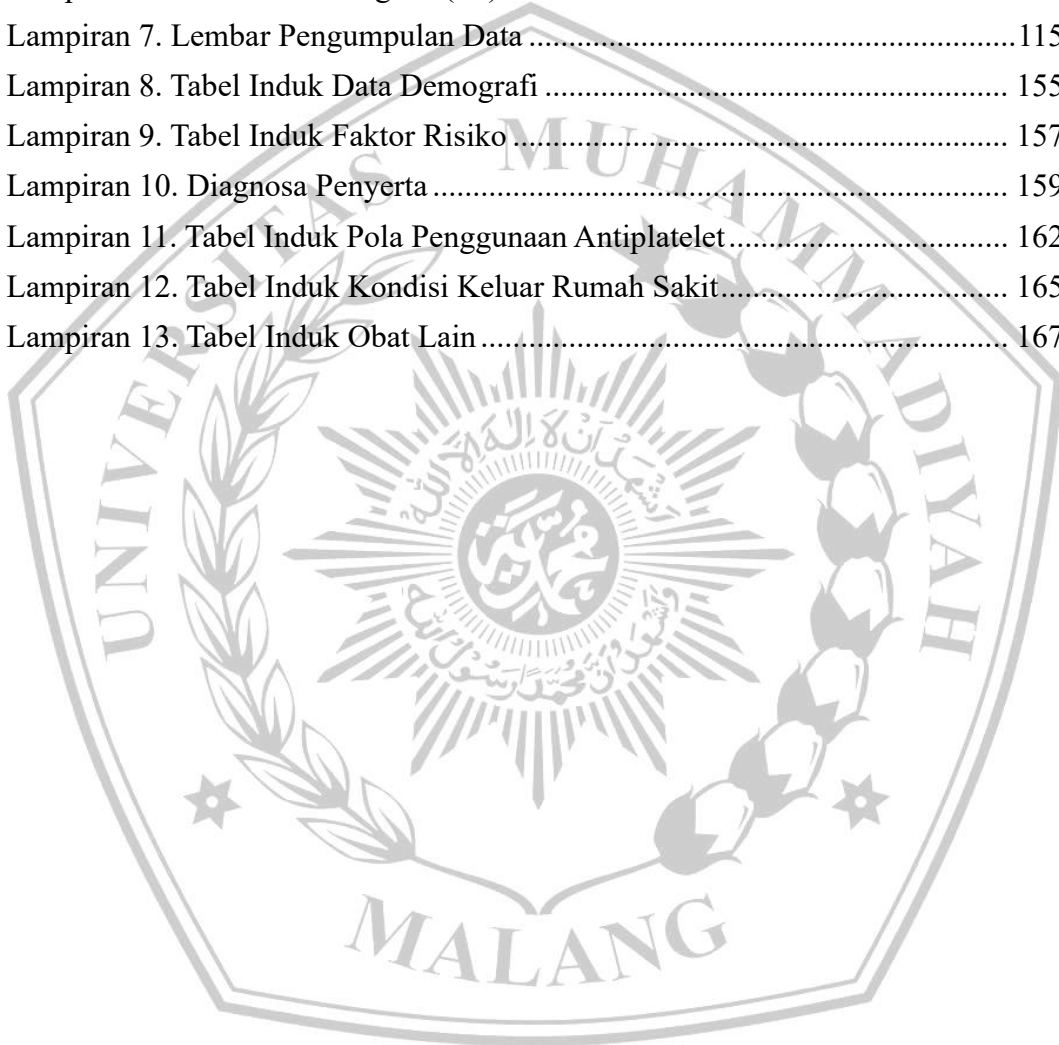 Lampiran 7. Lembar Pengumpulan Data ............................................................ 115
Lampiran 8. Tabel Induk Data Demografi ......................................................... 155
Lampiran 9. Tabel Induk Faktor Risiko ............................................................. 157
Lampiran 10. Diagnosa Penyerta ....................................................................... 159
Lampiran 11. Tabel Induk Pola Penggunaan Antiplatelet .................................. 162
Lampiran 12. Tabel Induk Kondisi Keluar Rumah Sakit ................................... 165
Lampiran 13. Tabel Induk Obat Lain ................................................................. 167
UNIVERSITAS MUHAMMADIYAH
MALANG